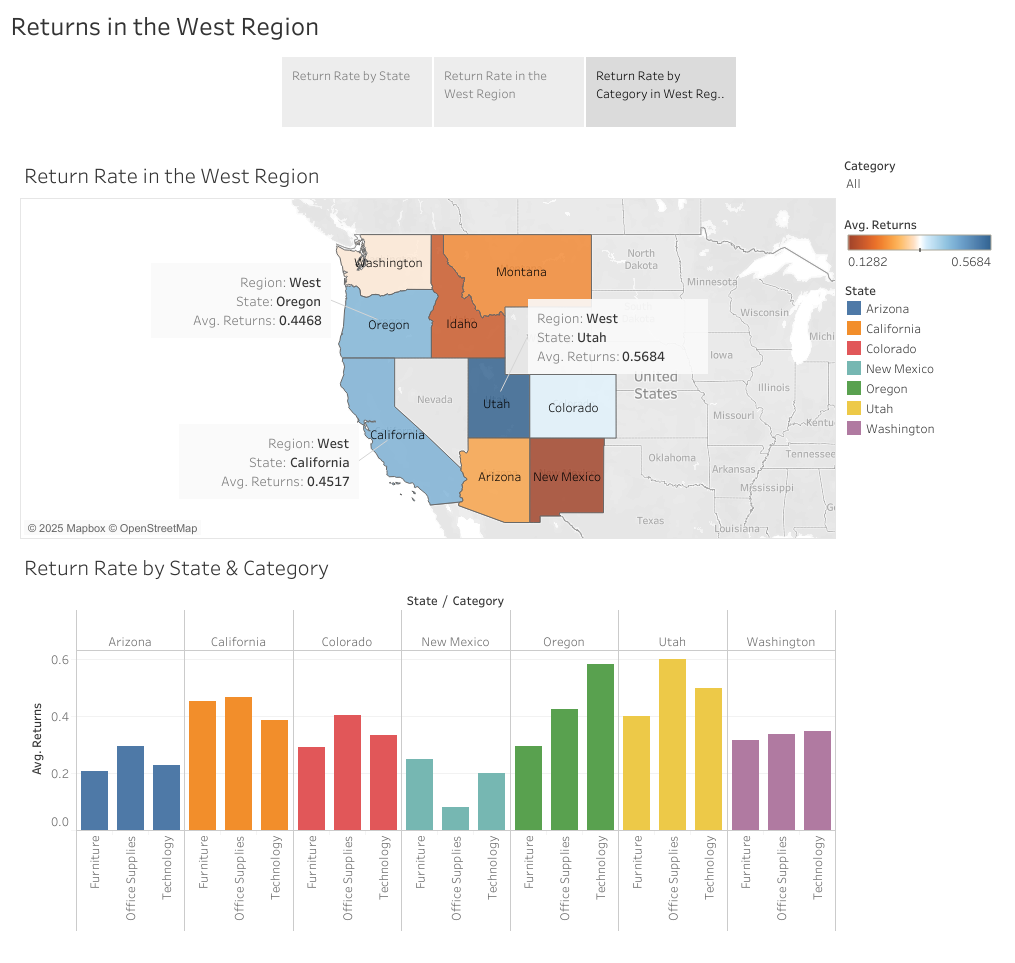 Returns in the West Region
Return Rate by State
Return Rate in the
West Region
Return Rate by
Category in West Reg..
Return Rate in the West Region
Category
All
Avg. Returns
0.1282 0.5684
State
Arizona
California
Colorado
New Mexico
Oregon
Utah
Washington
Washington
Montana
North
Dakota
Minnesota
Region: West
State: Oregon
Avg. Returns: 0.4468
Oregon
Idaho
Region: West
State: Utah
Avg. Returns: 0.5684
Wisconsin
Michi
Iowa
United
States
Nevada
Utah
Colorado
Illinois
Missouri
Kentu
California
Region: West
State: California
Avg. Returns: 0.4517
Arizona
New Mexico
Oklahoma
Tennessee
Arkansas
Mississippi
Texas
Louisiana
© 2025 Mapbox © OpenStreetMap
Return Rate by State & Category
State / Category
Arizona California Colorado New Mexico Oregon Utah Washington
Avg. Returns
0.6
0.4
0.2
0.0
Furniture
Office Supplies
Technology
Furniture
Office Supplies
Technology
Furniture
Office Supplies
Technology
Furniture
Office Supplies
Technology
Furniture
Office Supplies
Technology
Furniture
Office Supplies
Technology
Furniture
Office Supplies
Technology